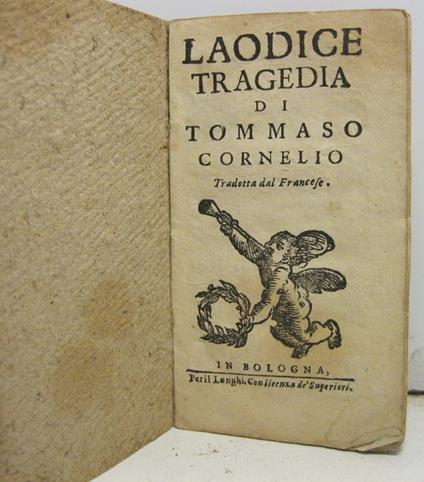 LAODICE
TRAGEDIA
DI
TOMMASO
CORNELIO
Tradotta dal Franceſe.
IN BOLOGNA,
Per il Longhi. Con licenza de' Superiori.